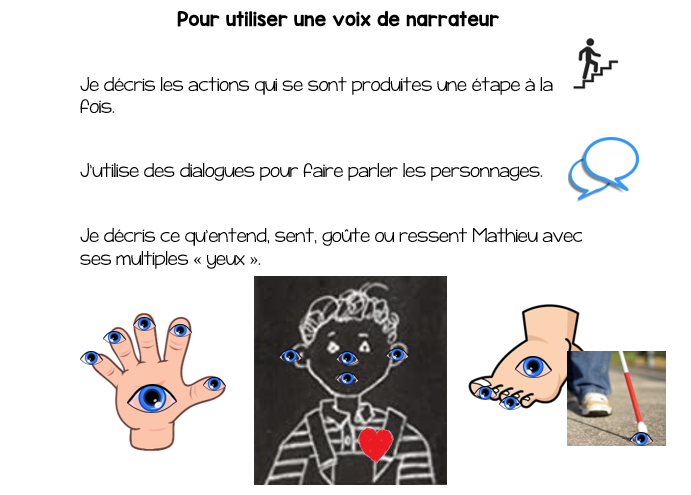 Pour utiliser une voix de narrateur
Je décris les actions qui se sont produites une étape à la
fois.
J'utilise des dialogues pour faire parler les personnages.
Je décris ce qu'entend, sent, goûte ou ressent Mathieu avec
ses multiples « yeux ».